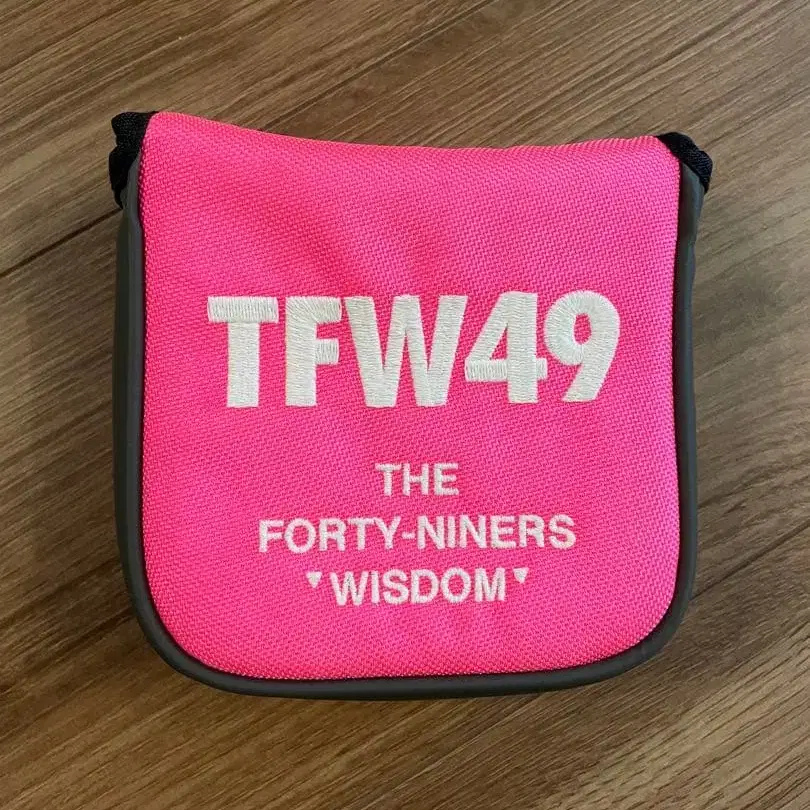 TFW49
THE
FORTY-NINERS
"WISDOM"